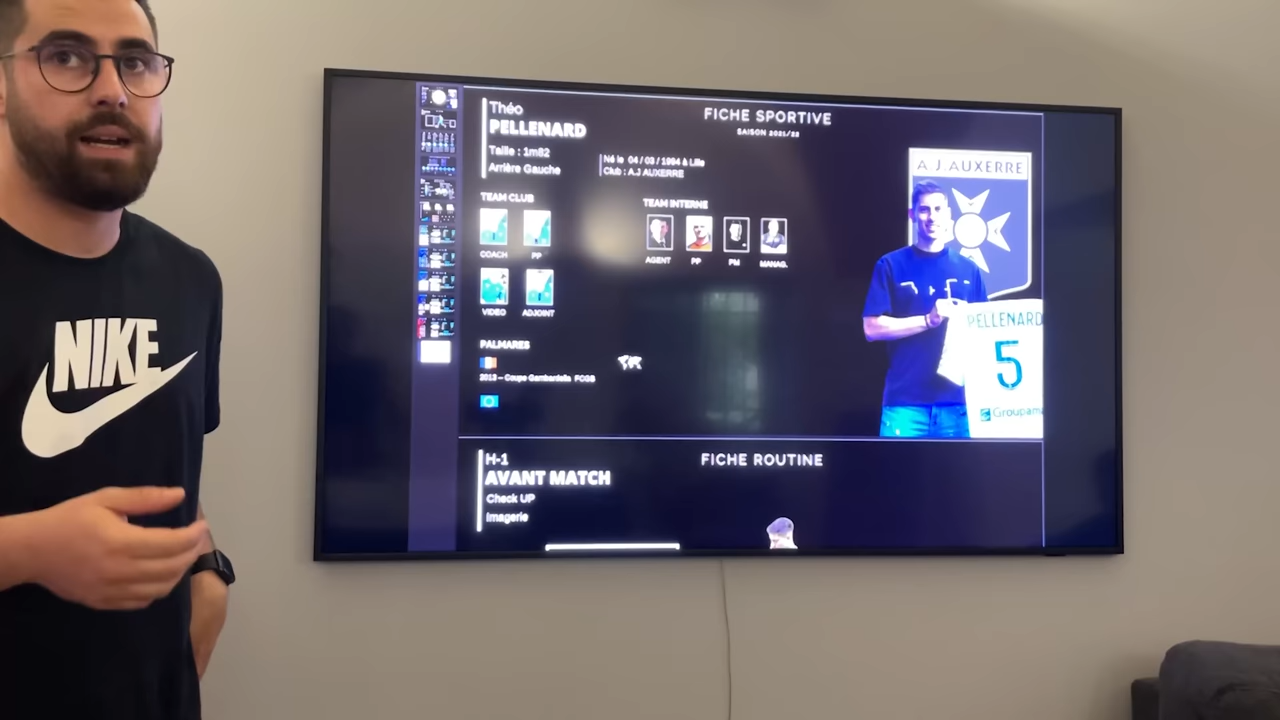 NIKE
Théo
PELLENARD
Taille : 1m82
Arrière Gauche
FICHE SPORTIVE
SAISON 2021/22
Né le 04 / 03 / 1994 à Lille
Club : A.J AUXERRE
TEAM CLUB
COACH
PP
VIDEO
ADJOINT
TEAM INTERNE
AGENT
PP
PM
MANAG.
PALMARES
2013 – Coupe Gambardella FCGB
A.J.AUXERRE
PELLENARD
5
Groupama
H-1
AVANT MATCH
Check UP
Imagerie
FICHE ROUTINE